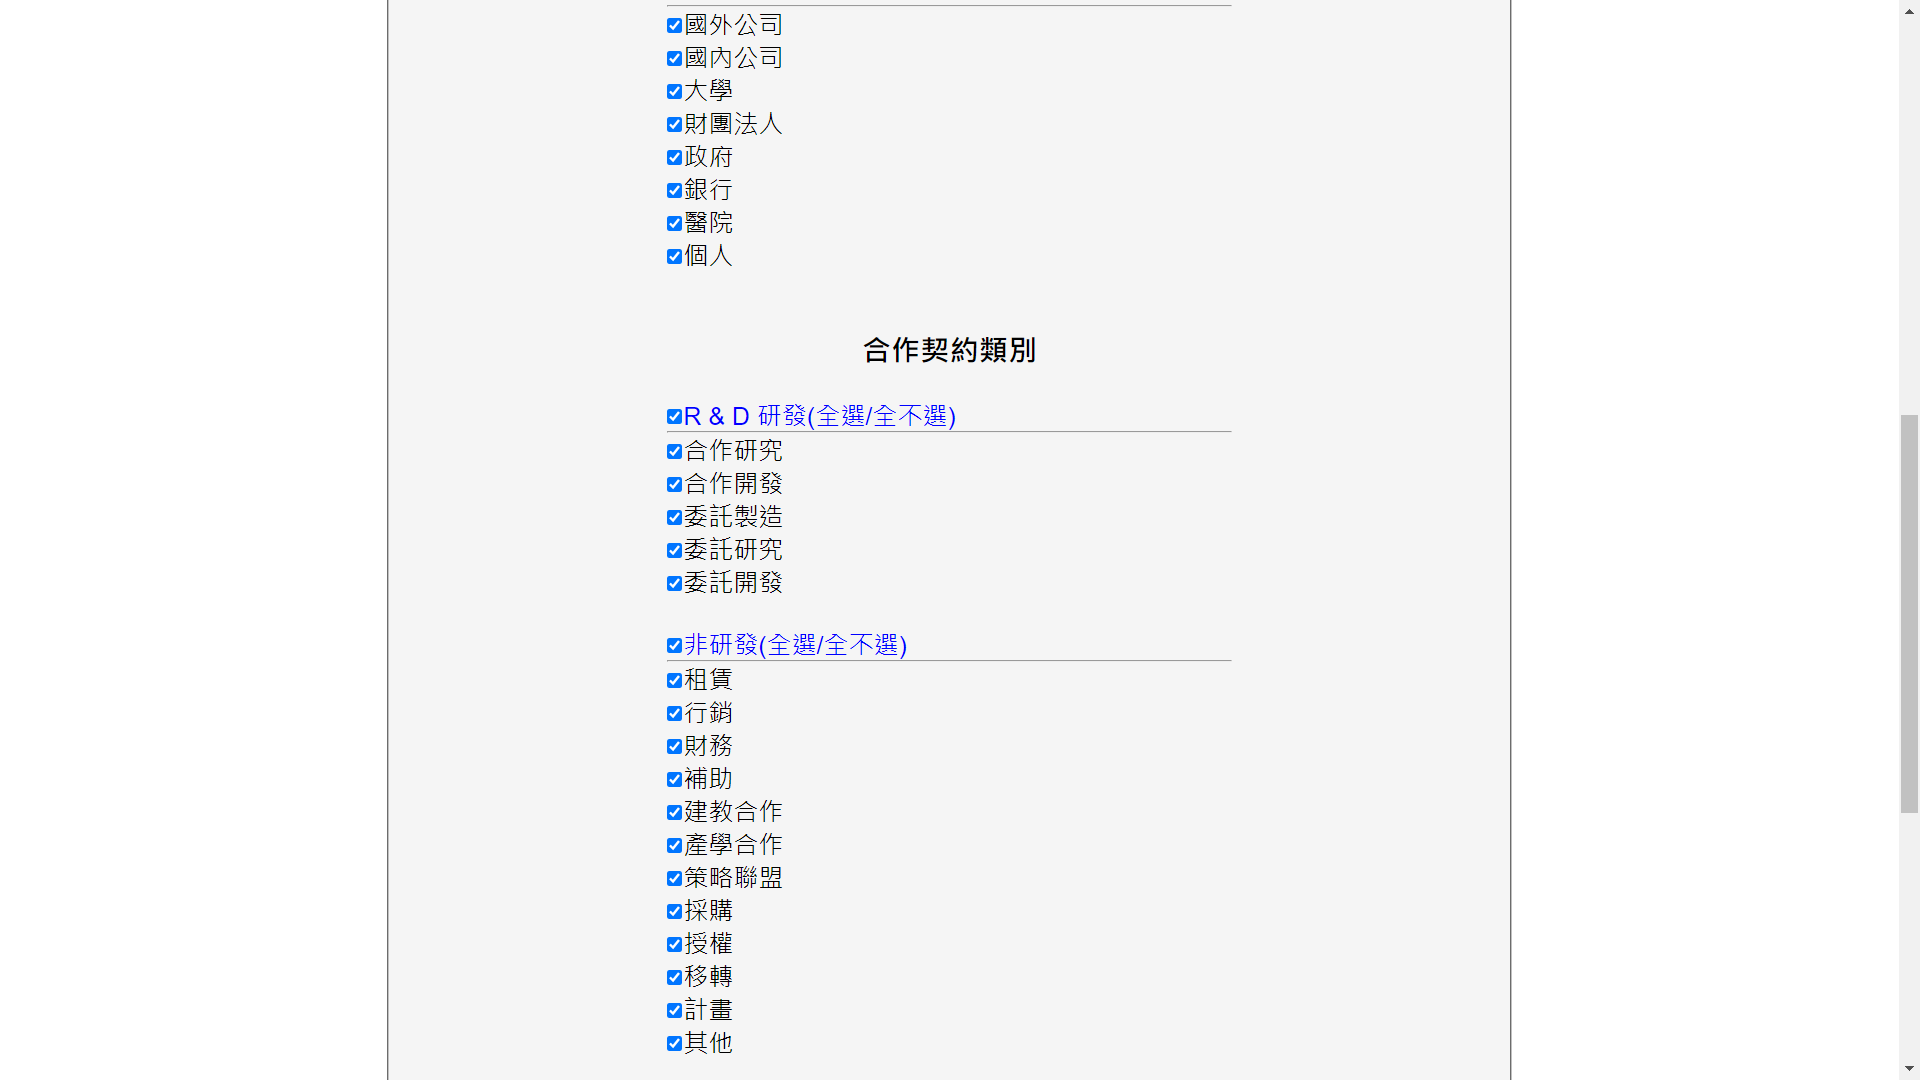 國外公司
國內公司
大學
財團法人
政府
銀行
醫院
個人
合作契約類別
R & D 研發(全選/全不選)
合作研究
合作開發
委託製造
委託研究
委託開發
非研發(全選/全不選)
租賃
行銷
財務
補助
建教合作
產學合作
策略聯盟
採購
授權
移轉
計畫
其他